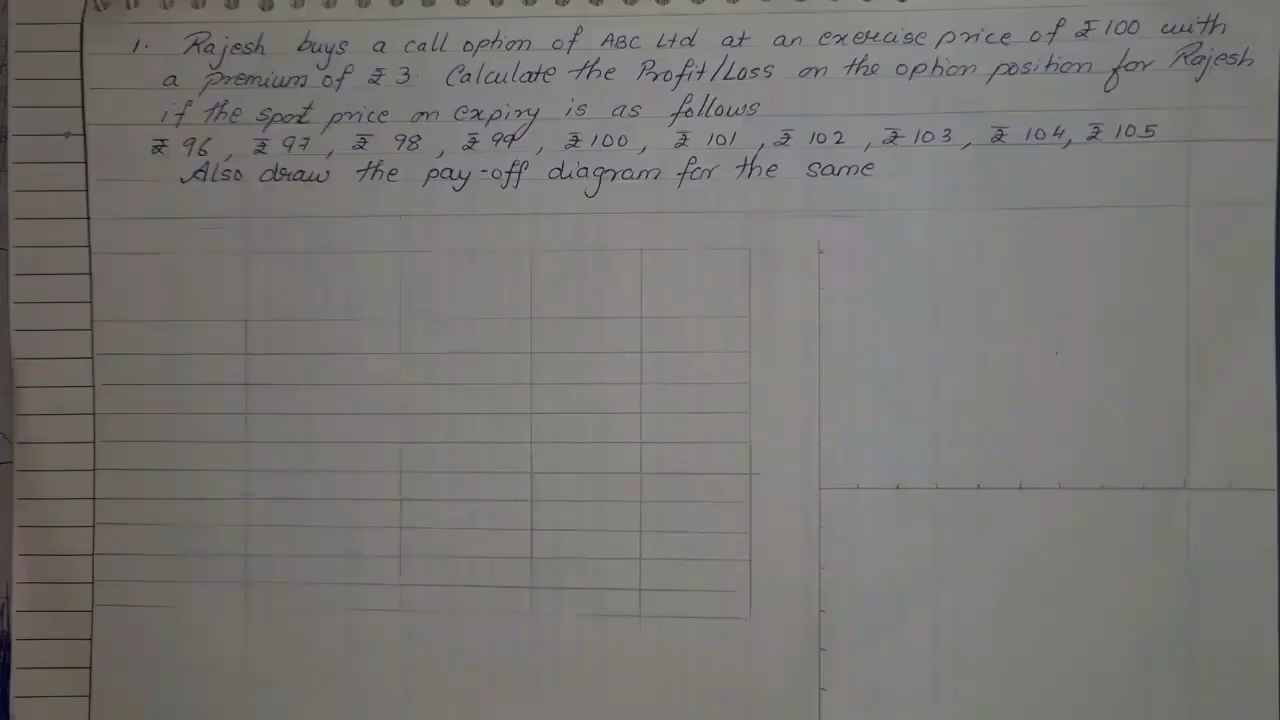 1. Rajesh buys a call option of ABC Ltd at an exercise price of ₹ 100 with
a premium of ₹ 3. Calculate the Profit/Loss on the option position for Rajesh
if the spot price on expiry is as follows
₹ 96, ₹ 97, ₹ 98, ₹ 99, ₹ 100, ₹ 101, ₹ 102, ₹ 103, ₹ 104, ₹ 105
Also draw the pay-off diagram for the same